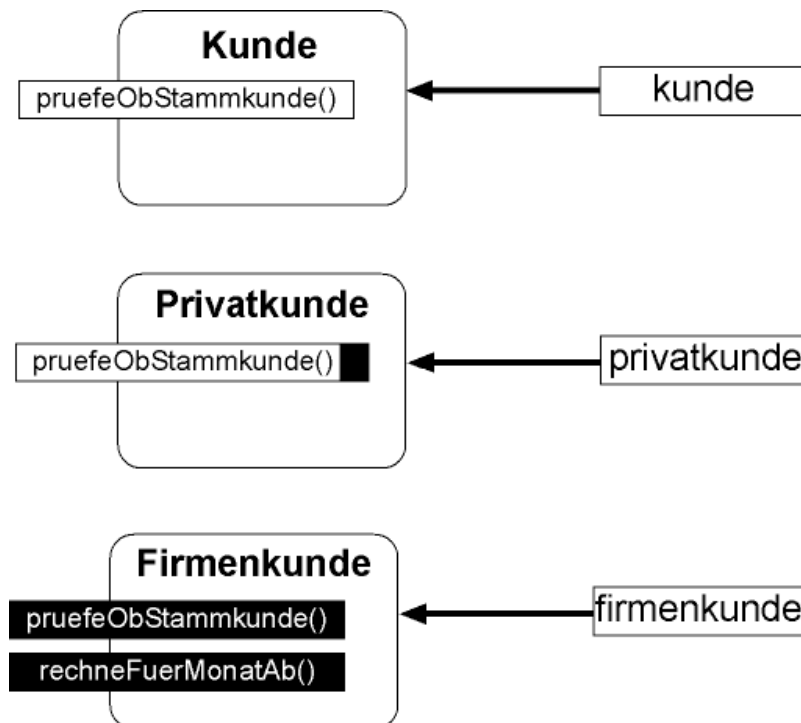 Kunde
pruefeObStammkunde()
kunde
Privatkunde
pruefeObStammkunde()
privatkunde
Firmenkunde
pruefeObStammkunde()
firmenkunde
rechneFuerMonatAb()